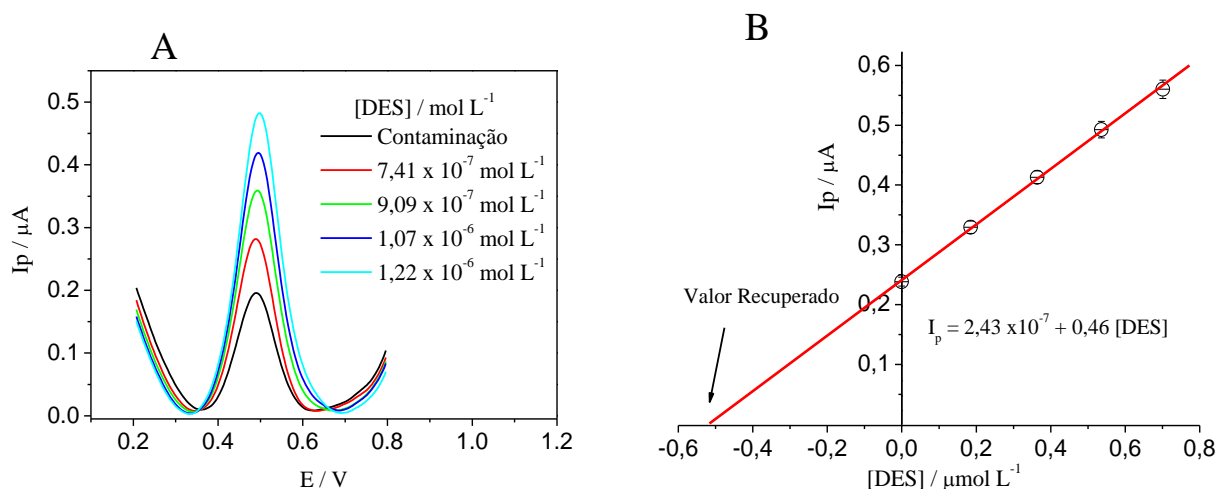 A
[DES] / mol L⁻¹
Contaminação
7,41 x 10⁻⁷ mol L⁻¹
9,09 x 10⁻⁷ mol L⁻¹
1,07 x 10⁻⁶ mol L⁻¹
1,22 x 10⁻⁶ mol L⁻¹
Ip / µA
0.5
0.4
0.3
0.2
0.1
0.0
0.2 0.4 0.6 0.8 1.0 1.2
E / V
B
Ip / µA
0,6
0,5
0,4
0,3
0,2
0,1
Valor Recuperado
I_p = 2,43 x10⁻⁷ + 0,46 [DES]
-0,6 -0,4 -0,2 0,0 0,2 0,4 0,6 0,8
[DES] / µmol L⁻¹